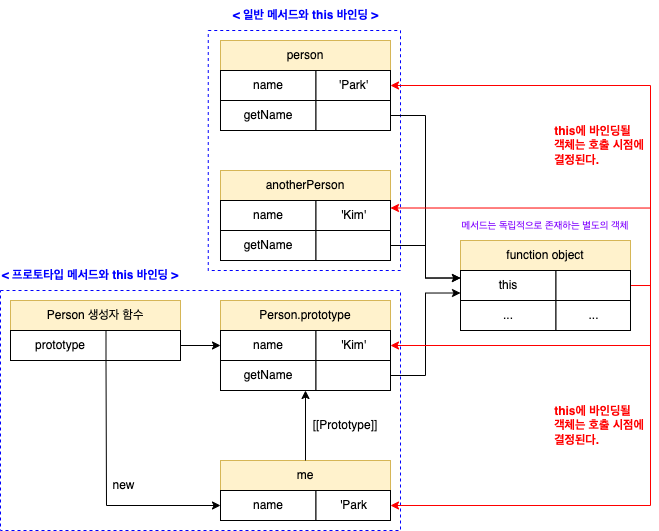 < 일반 메서드와 this 바인딩 >
person
name 'Park'
getName
this에 바인딩될
객체는 호출 시점에
결정된다.
anotherPerson
name 'Kim'
getName
메서드는 독립적으로 존재하는 별도의 객체
function object
this
... ...
< 프로토타입 메서드와 this 바인딩 >
Person 생성자 함수
prototype
Person.prototype
name 'Kim'
getName
[[Prototype]]
this에 바인딩될
객체는 호출 시점에
결정된다.
new
me
name 'Park